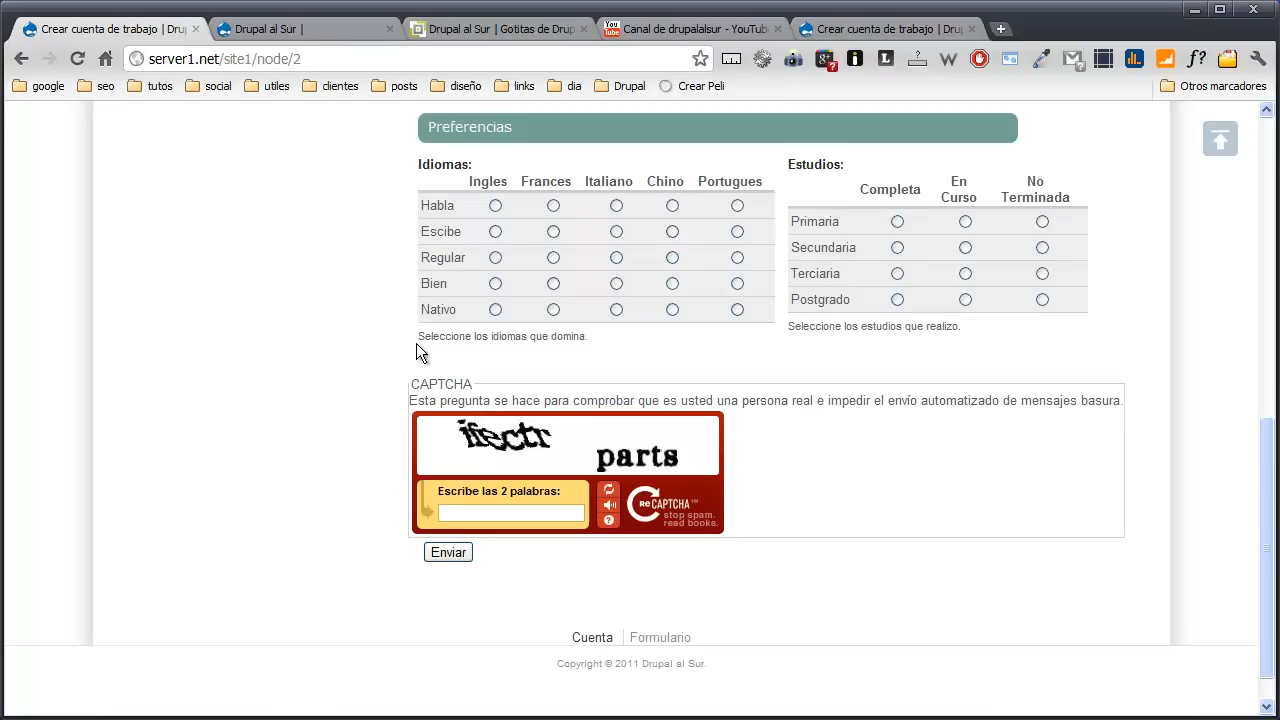 Crear cuenta de trabajo | Dru
Drupal al Sur |
Drupal al Sur | Gotitas de Drup
Canal de drupalsur - YouTub
Crear cuenta de trabajo | Dru
server1.net/site1/node/2
google
seo
tutos
social
utiles
clientes
posts
diseño
links
dia
Drupal
Crear Peli
Otros marcadores
Preferencias
Idiomas:
Ingles Frances Italiano Chino Portugues
Habla
Escibe
Regular
Bien
Nativo
Seleccione los idiomas que domina.
Estudios:
Completa En Curso No Terminada
Primaria
Secundaria
Terciaria
Postgrado
Seleccione los estudios que realizo.
CAPTCHA
Esta pregunta se hace para comprobar que es usted una persona real e impedir el envío automatizado de mensajes basura.
parts
Escribe las 2 palabras:
reCAPTCHA™
stop spam.
read books.
Enviar
Cuenta
Formulario
Copyright © 2011 Drupal al Sur.